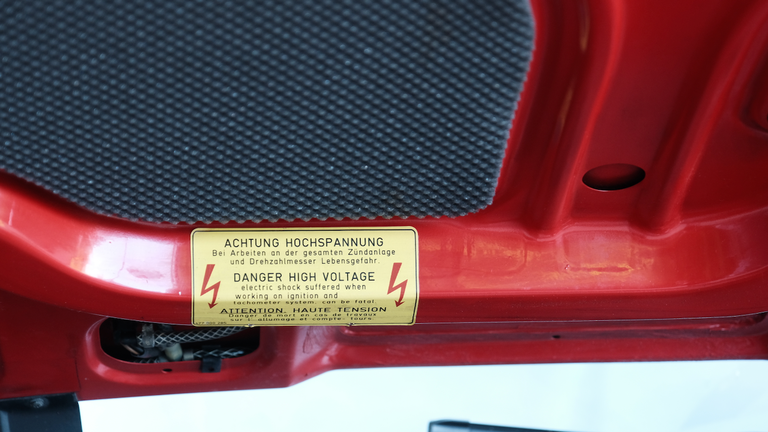 ACHTUNG HOCHSPANNUNG
Bei Arbeiten an der gesamten Zündanlage
und Drehzahlmesser Lebensgefahr.
DANGER HIGH VOLTAGE
electric shock suffered when
working on ignition and
tachometer system, can be fatal.
ATTENTION, HAUTE TENSION
Danger de mort en cas de travaux
sur l'allumage et compte-tours.